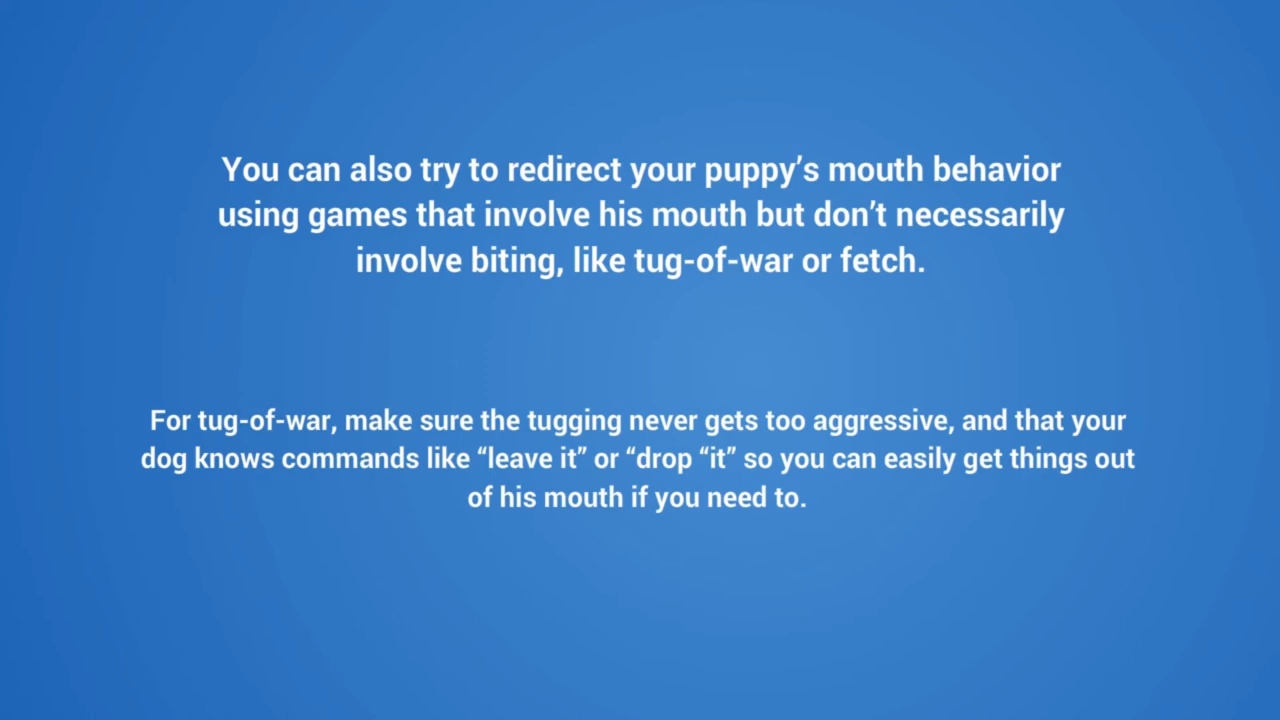 You can also try to redirect your puppy’s mouth behavior
using games that involve his mouth but don’t necessarily
involve biting, like tug-of-war or fetch.
For tug-of-war, make sure the tugging never gets too aggressive, and that your
dog knows commands like “leave it” or “drop “it” so you can easily get things out
of his mouth if you need to.